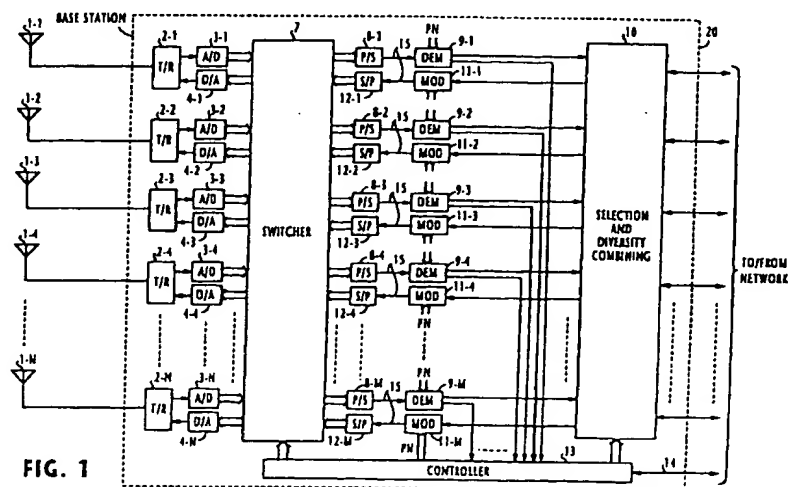 BASE STATION
1-1
2-1
3-1
7
8-1
15
PN
9-1
18
20
T/R
A/D
P/S
DEM
D/A
S/P
MOD
4-1
12-1
11-1
1-2
2-2
3-2
8-2
15
9-2
T/R
A/D
P/S
DEM
D/A
S/P
MOD
4-2
12-2
11-2
1-3
2-3
3-3
8-3
15
9-3
T/R
A/D
P/S
DEM
D/A
S/P
MOD
4-3
12-3
11-3
SWITCHER
SELECTION
AND
DIVERSITY
COMBINING
TO/FROM
NETWORK
1-4
2-4
3-4
8-4
15
9-4
T/R
A/D
P/S
DEM
D/A
S/P
MOD
4-4
12-4
11-4
PN
PN
8-M
15
9-M
T/R
A/D
P/S
DEM
D/A
S/P
MOD
12-M
11-M
PN
13
14
CONTROLLER
FIG. 1